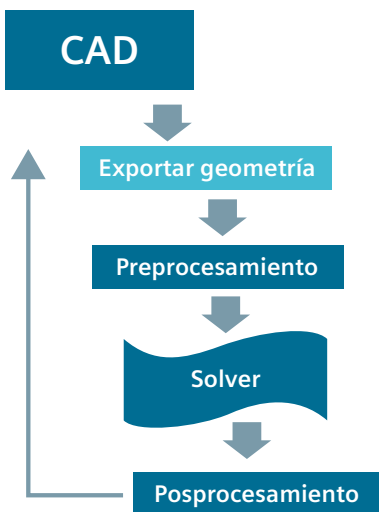 CAD
Exportar geometría
Preprocesamiento
Solver
Posprocesamiento